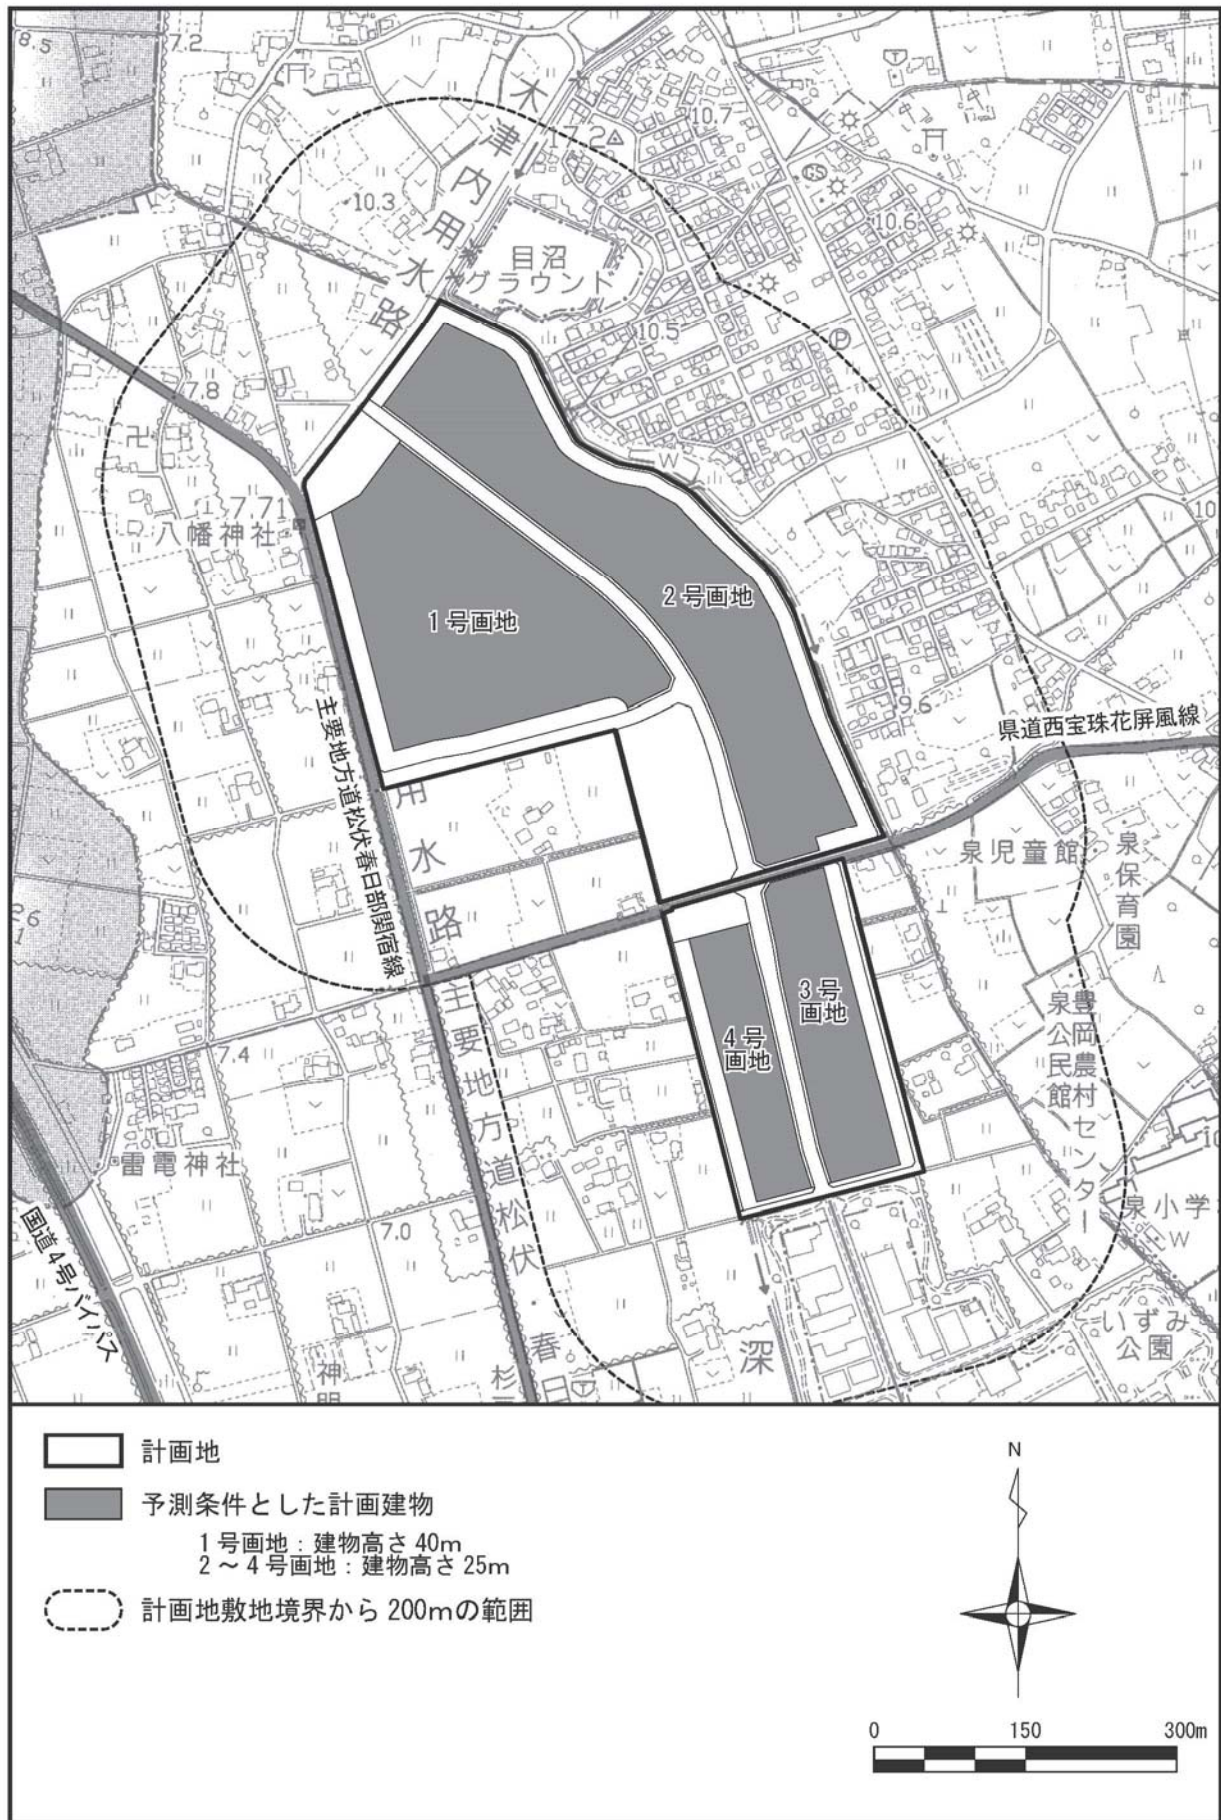 8.5
7.2
木津内用水路
10.7
17.2
10.3
GS
10.6
目沼
グラウンド
10.5
P
7.8
7.71
八幡神社
W
2号画地
1号画地
9.6
県道西宝珠花屏風線
主要地方道松伏春日部関宿線
用水路
泉児童館
泉保育園
3号
画地
4号
画地
泉公民館
豊岡農村センター
7.4
雷電神社
主要地方道松伏
春日
泉小学
W
7.0
国道4号バイパス
いずみ
公園
深
杉
計画地
予測条件とした計画建物
1号画地：建物高さ 40m
2～4号画地：建物高さ 25m
計画地敷地境界から 200mの範囲
N
0 150 300m